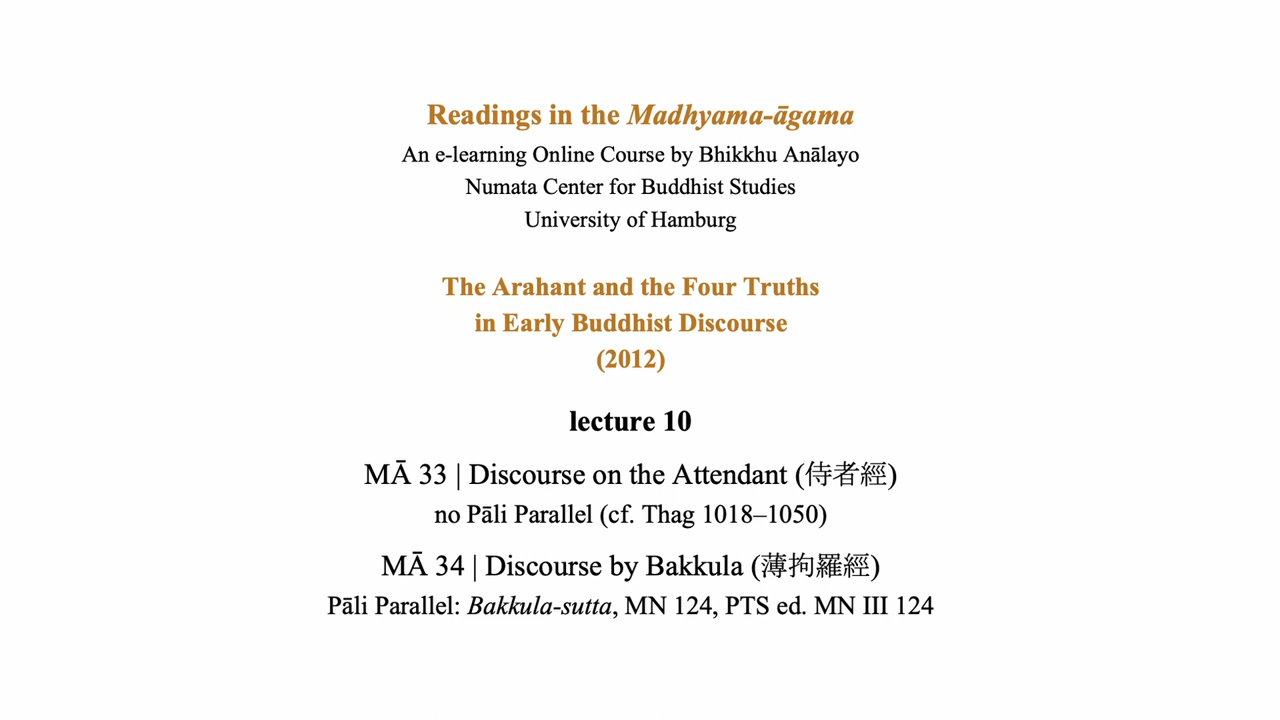 Readings in the Madhyama-āgama
An e-learning Online Course by Bhikkhu Anālayo
Numata Center for Buddhist Studies
University of Hamburg
The Arahant and the Four Truths
in Early Buddhist Discourse
(2012)
lecture 10
MĀ 33 | Discourse on the Attendant (侍者經)
no Pāli Parallel (cf. Thag 1018–1050)
MĀ 34 | Discourse by Bakkula (薄拘羅經)
Pāli Parallel: Bakkula-sutta, MN 124, PTS ed. MN III 124